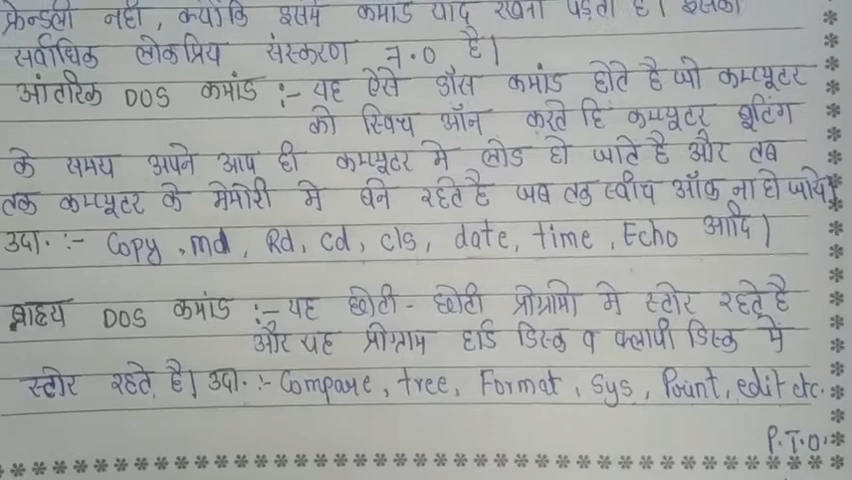 फ्रेन्डली नहीं, क्योंकि इसमें कमांड याद रखना पड़ता है। इसका
सर्वाधिक लोकप्रिय संस्करण 7.0 है।
आंतरिक DOS कमांड :- यह ऐसे डॉस कमांड होते है जो कम्प्यूटर
को स्विच ऑन करते हि कम्प्यूटर बूटिंग
के समय अपने आप ही कम्प्यूटर मे लोड हो जाते है और तब
तक कम्प्यूटर के मेमोरी मे बने रहते है जब तक स्वीच ऑफ ना हो जाये
उदा. :- Copy, md, Rd, cd, cls, date, time, Echo आदि।
बाहय DOS कमांड :- यह छोटी-छोटी प्रोग्रामो मे स्टोर रहते है
और यह प्रोग्राम हार्ड डिस्क व फ्लापी डिस्क में
स्टोर रहते है। उदा. :- Compare, tree, Format, Sys, Point, edit etc.
P.T.O.